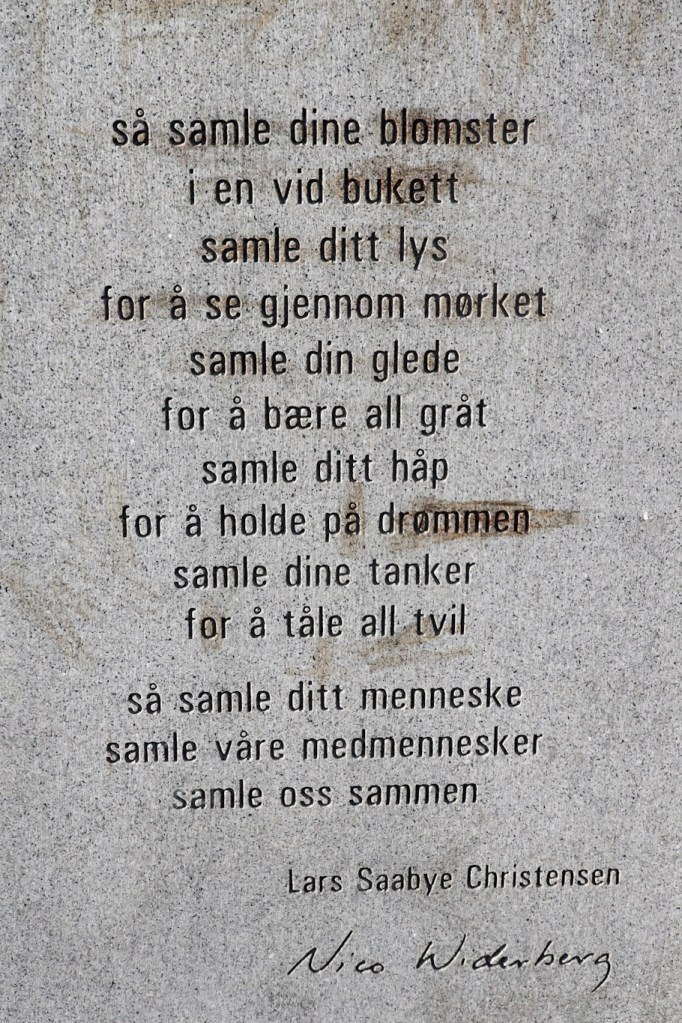 så samle dine blomster
i en vid bukett
samle ditt lys
for å se gjennom mørket
samle din glede
for å bære all gråt
samle ditt håp
for å holde på drømmen
samle dine tanker
for å tåle all tvil
så samle ditt menneske
samle våre medmennesker
samle oss sammen
Lars Saabye Christensen
Nico Widerberg